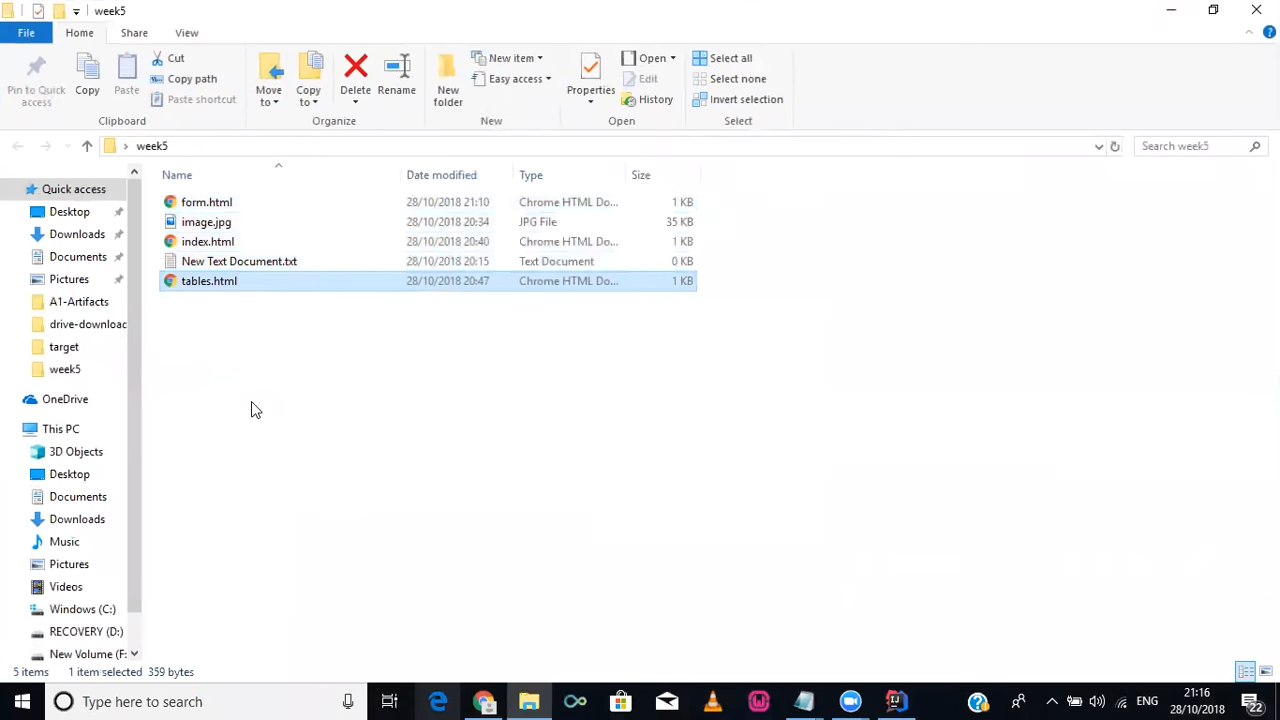 week5
File Home Share View
Pin to Quick access
Copy
Paste
Cut
Copy path
Paste shortcut
Clipboard
Move to
Copy to
Delete
Rename
Organize
New folder
New item
Easy access
New
Properties
Open
Edit
History
Open
Select all
Select none
Invert selection
Select
week5
Search week5
Name Date modified Type Size
form.html 28/10/2018 21:10 Chrome HTML Do... 1 KB
image.jpg 28/10/2018 20:34 JPG File 35 KB
index.html 28/10/2018 20:40 Chrome HTML Do... 1 KB
New Text Document.txt 28/10/2018 20:15 Text Document 0 KB
tables.html 28/10/2018 20:47 Chrome HTML Do... 1 KB
Quick access
Desktop
Downloads
Documents
Pictures
A1-Artifacts
drive-download
target
week5
OneDrive
This PC
3D Objects
Desktop
Documents
Downloads
Music
Pictures
Videos
Windows (C:)
RECOVERY (D:)
New Volume (F:
5 items 1 item selected 359 bytes
Type here to search
ENG
21:16
28/10/2018
22